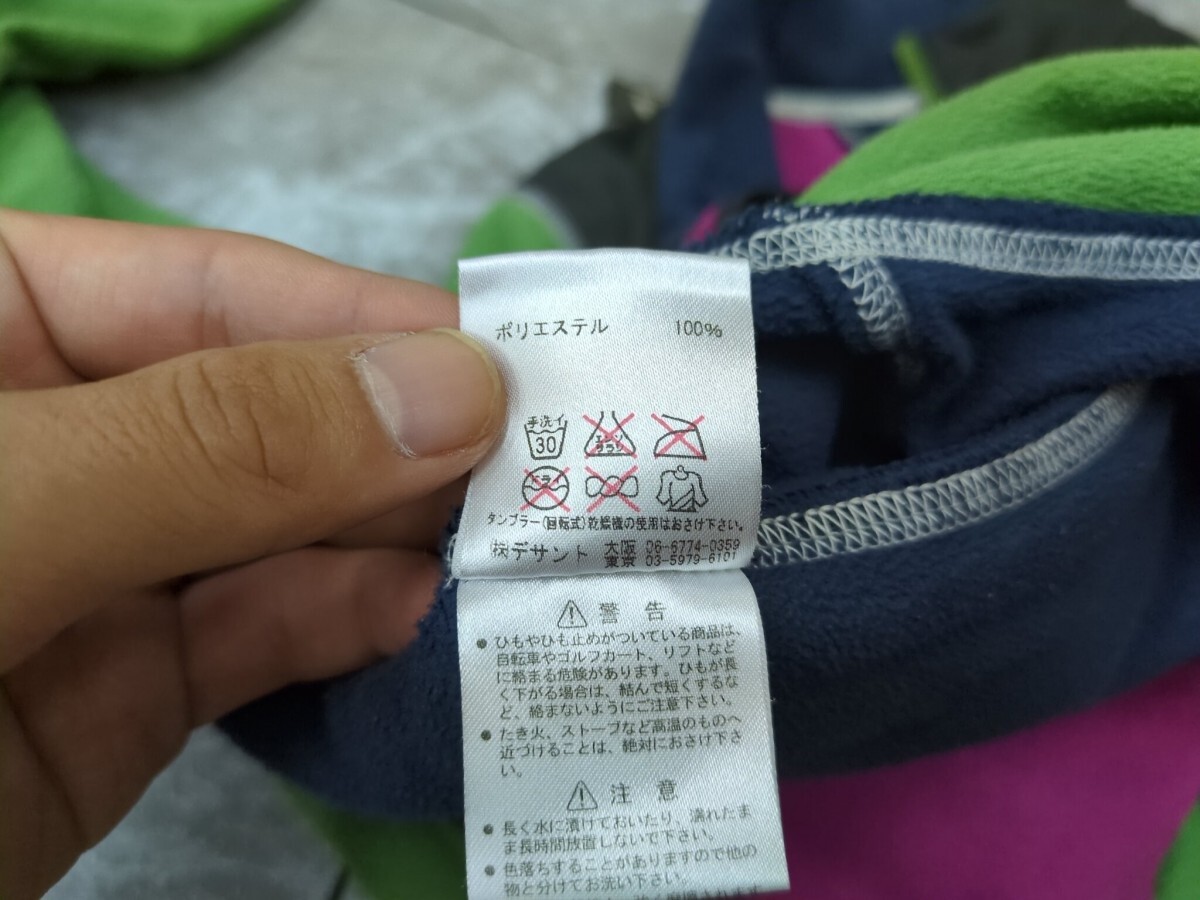 ポリエステル 100%
手洗イ
30
エンソ
サラシ
ドライ
タンブラー(回転式)乾燥機の使用はおさけ下さい。
(株)デサント 大阪 06-6774-0359
東京 03-5979-6101
警告
● ひもやひも止めがついている商品は、
自転車やゴルフカート、リフトなど
に絡まる危険があります。ひもが長
く下がる場合は、結んで短くするな
ど、絡まないようにご注意下さい。
● たき火、ストーブなど高温のものへ
近づけることは、絶対におさけ下さ
い。
注意
● 長く水に漬けておいたり、濡れたま
ま長時間放置しないで下さい。
● 色落ちすることがありますので他の
物と分けてお洗い下さい。